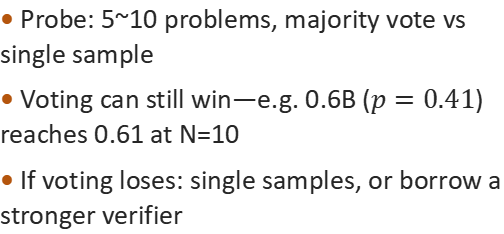 • Probe: 5~10 problems, majority vote vs
single sample
• Voting can still win—e.g. 0.6B (p = 0.41)
reaches 0.61 at N=10
• If voting loses: single samples, or borrow a
stronger verifier